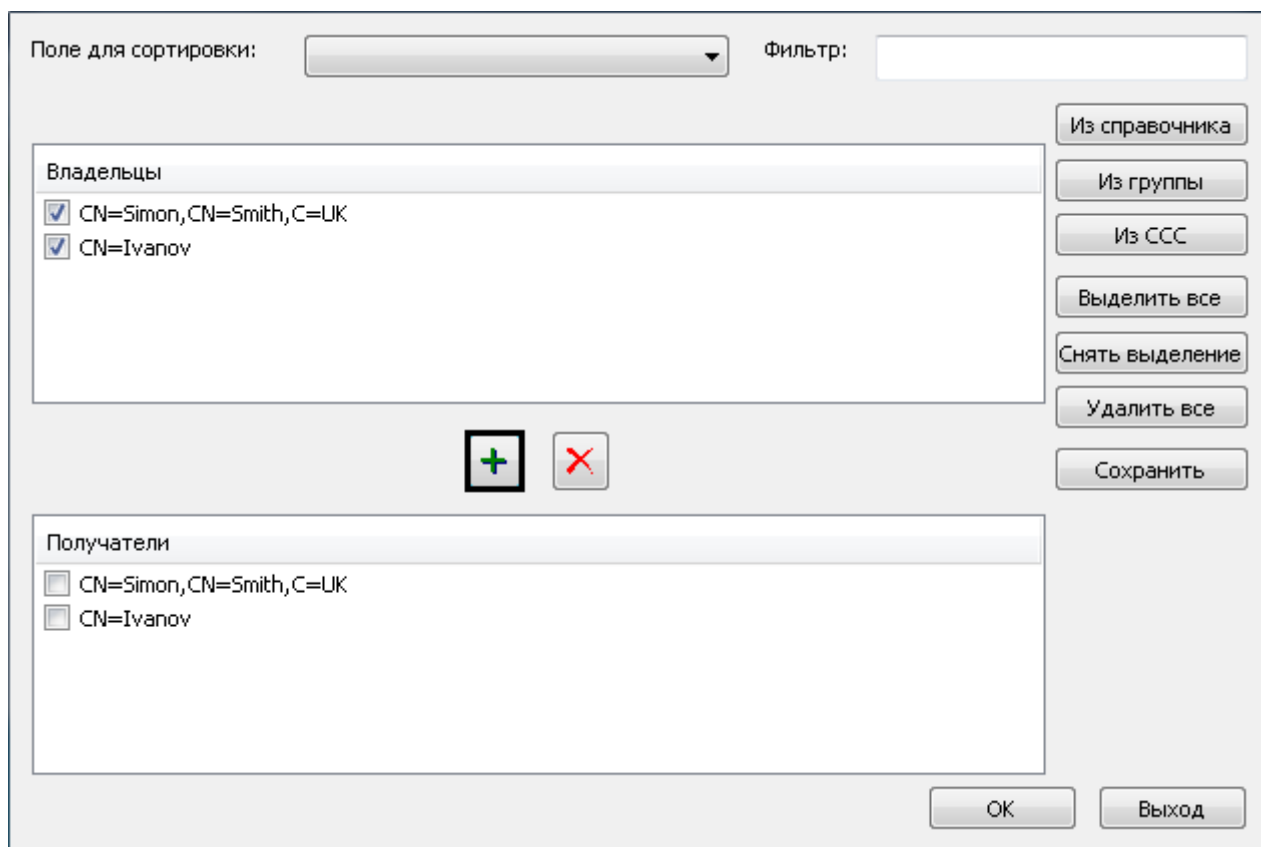 Поле для сортировки:
Фильтр:
Из справочника
Владельцы
Из группы
CN=Simon,CN=Smith,C=UK
Из ССС
CN=Ivanov
Выделить все
Снять выделение
Удалить все
Сохранить
Получатели
CN=Simon,CN=Smith,C=UK
CN=Ivanov
OK
Выход